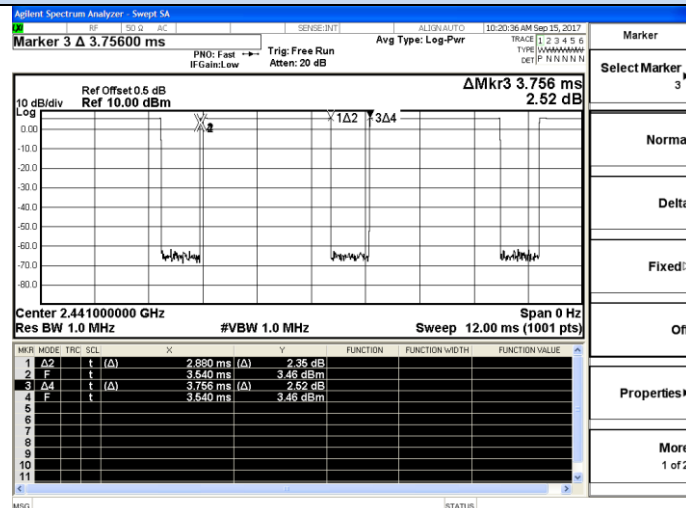 Agilent Spectrum Analyzer - Swept SA
RF 50 Ω AC SENSE:INT ALIGNAUTO 10:20:36 AM Sep 15, 2017
Marker 3 Δ 3.75600 ms
PNO: Fast
IFGain:Low
Trig: Free Run
Atten: 20 dB
Avg Type: Log-Pwr
TRACE 1 2 3 4 5 6
TYPE
DET P N N N N N
ΔMkr3 3.756 ms
2.52 dB
Ref Offset 0.5 dB
10 dB/div Ref 10.00 dBm
Log
0.00
-10.0
-20.0
-30.0
-40.0
-50.0
-60.0
-70.0
-80.0
1Δ2 3Δ4
Center 2.441000000 GHz Span 0 Hz
Res BW 1.0 MHz #VBW 1.0 MHz Sweep 12.00 ms (1001 pts)
MKR MODE TRC SCL X Y FUNCTION FUNCTION WIDTH FUNCTION VALUE
1 Δ2 t (Δ) 2.880 ms (Δ) 2.35 dB
2 F t 3.540 ms 3.46 dBm
3 Δ4 t (Δ) 3.756 ms (Δ) 2.52 dB
4 F t 3.540 ms 3.46 dBm
5
6
7
8
9
10
11
MSG STATUS
Marker
Select Marker
3
Norma
Delta
Fixed
Of
Properties
More
1 of 2